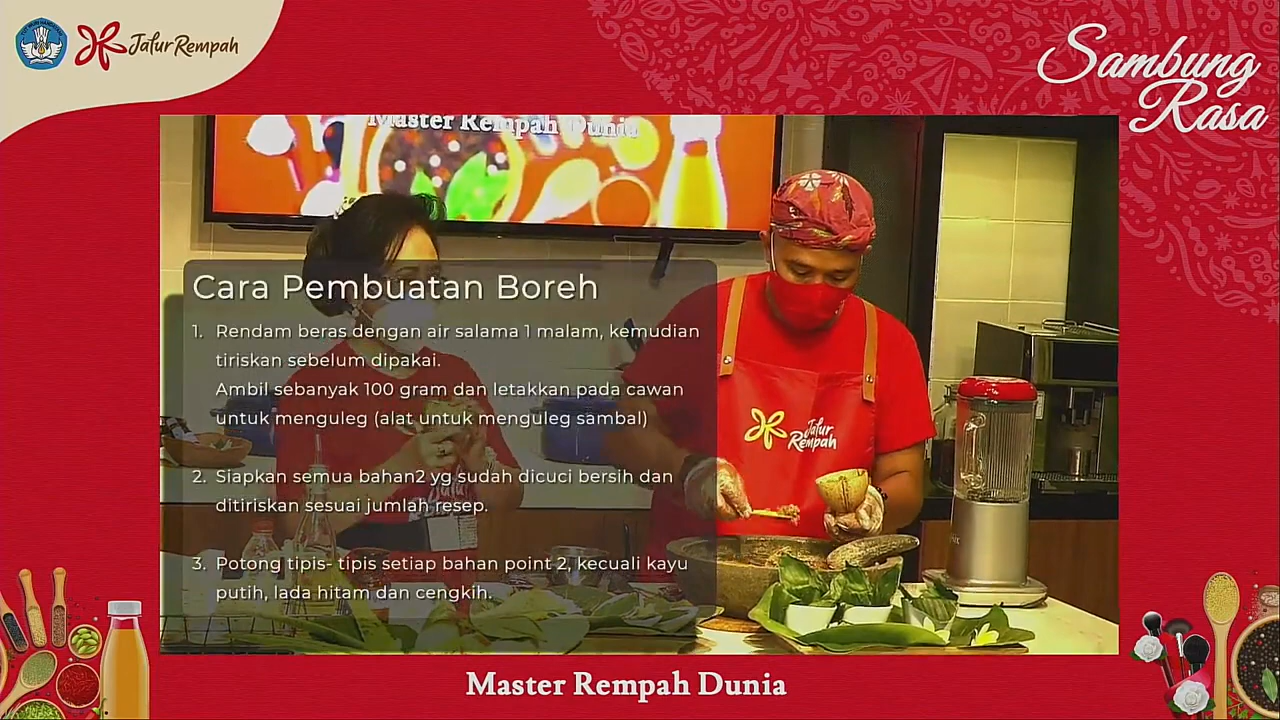 Jalur Rempah
Sambung
Rasa
Master Rempah Dunia
Cara Pembuatan Boreh
1. Rendam beras dengan air salama 1 malam, kemudian
tiriskan sebelum dipakai.
Ambil sebanyak 100 gram dan letakkan pada cawan
untuk menguleg (alat untuk menguleg sambal)
2. Siapkan semua bahan2 yg sudah dicuci bersih dan
ditiriskan sesuai jumlah resep.
3. Potong tipis- tipis setiap bahan point 2, kecuali kayu
putih, lada hitam dan cengkih.
Jalur
Rempah
Master Rempah Dunia